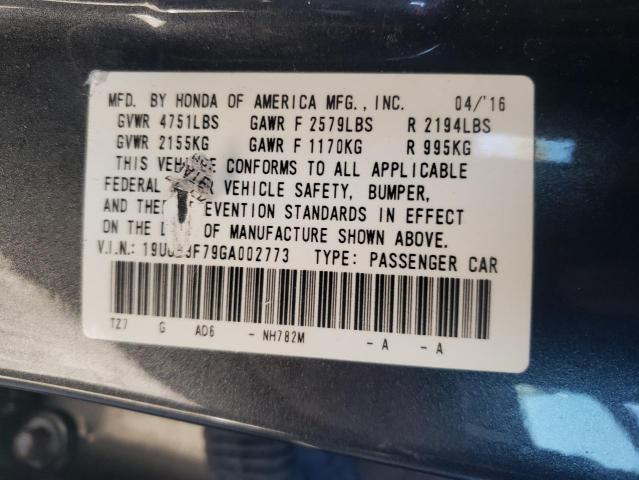 MFD. BY HONDA OF AMERICA MFG., INC. 04/'16
GVWR 4751LBS GAWR F 2579LBS R 2194LBS
GVWR 2155KG GAWR F 1170KG R 995KG
THIS VEHICLE CONFORMS TO ALL APPLICABLE
FEDERAL VEHICLE SAFETY, BUMPER,
AND THEFT PREVENTION STANDARDS IN EFFECT
ON THE DATE OF MANUFACTURE SHOWN ABOVE.
V.I.N.: TYPE: PASSENGER CAR
TZ7 G AD6 - NH782M - A - A